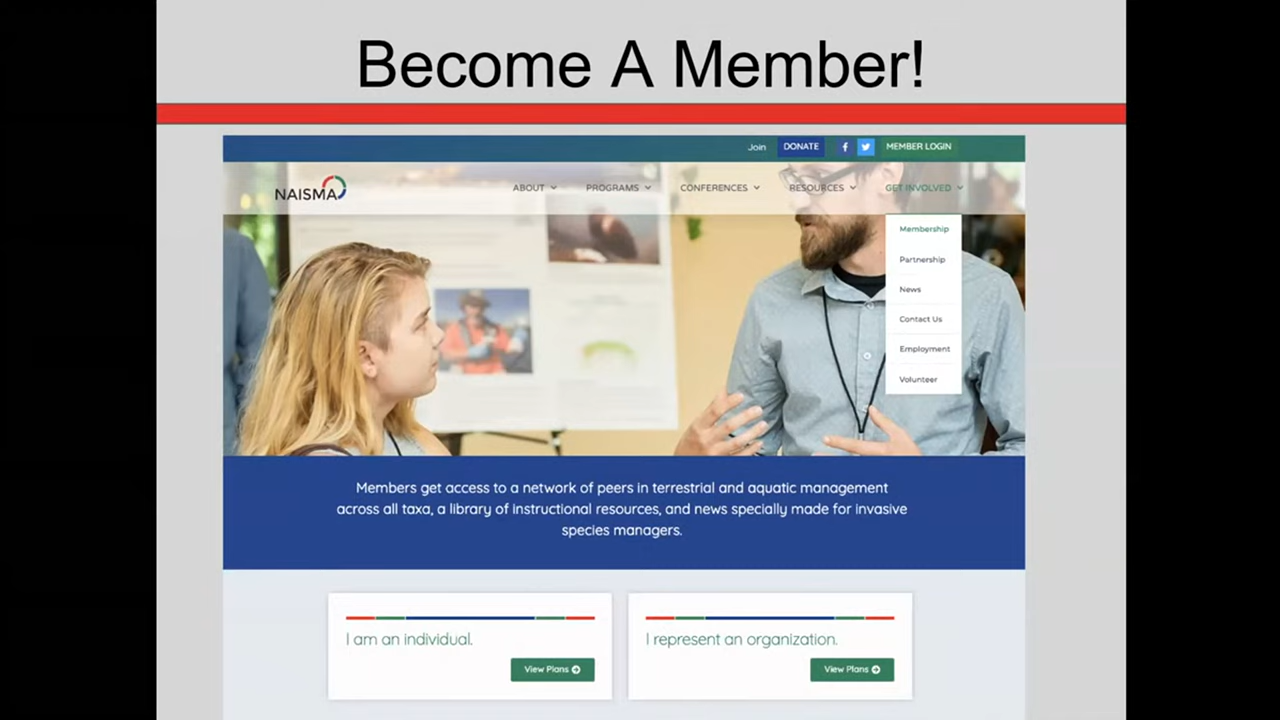 Become A Member!
Join DONATE MEMBER LOGIN
NAISMA ABOUT PROGRAMS CONFERENCES RESOURCES GET INVOLVED
Membership
Partnership
News
Contact Us
Employment
Volunteer
Members get access to a network of peers in terrestrial and aquatic management
across all taxa, a library of instructional resources, and news specially made for invasive
species managers.
I am an individual.
View Plans
I represent an organization.
View Plans